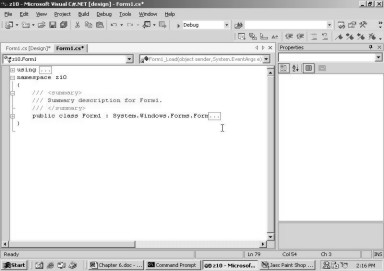 z10 - Microsoft Visual C#.NET [design] - Form1.cs*
File Edit View Project Build Debug Tools Window Help
Debug
Form1.cs [Design]* Form1.cs*
Properties
z10.Form1
Form1_Load(object sender,System.EventArgs e)
using ...
namespace z10
{
/// <summary>
/// Summary description for Form1.
/// </summary>
public class Form1 : System.Windows.Forms.Form...
}
Ready
Ln 79
Col 54
Ch 3
INS
Start
Chapter 6.doc - ...
Command Prompt
z10 - Microsof...
Jasc Paint Shop ...
2:16 PM